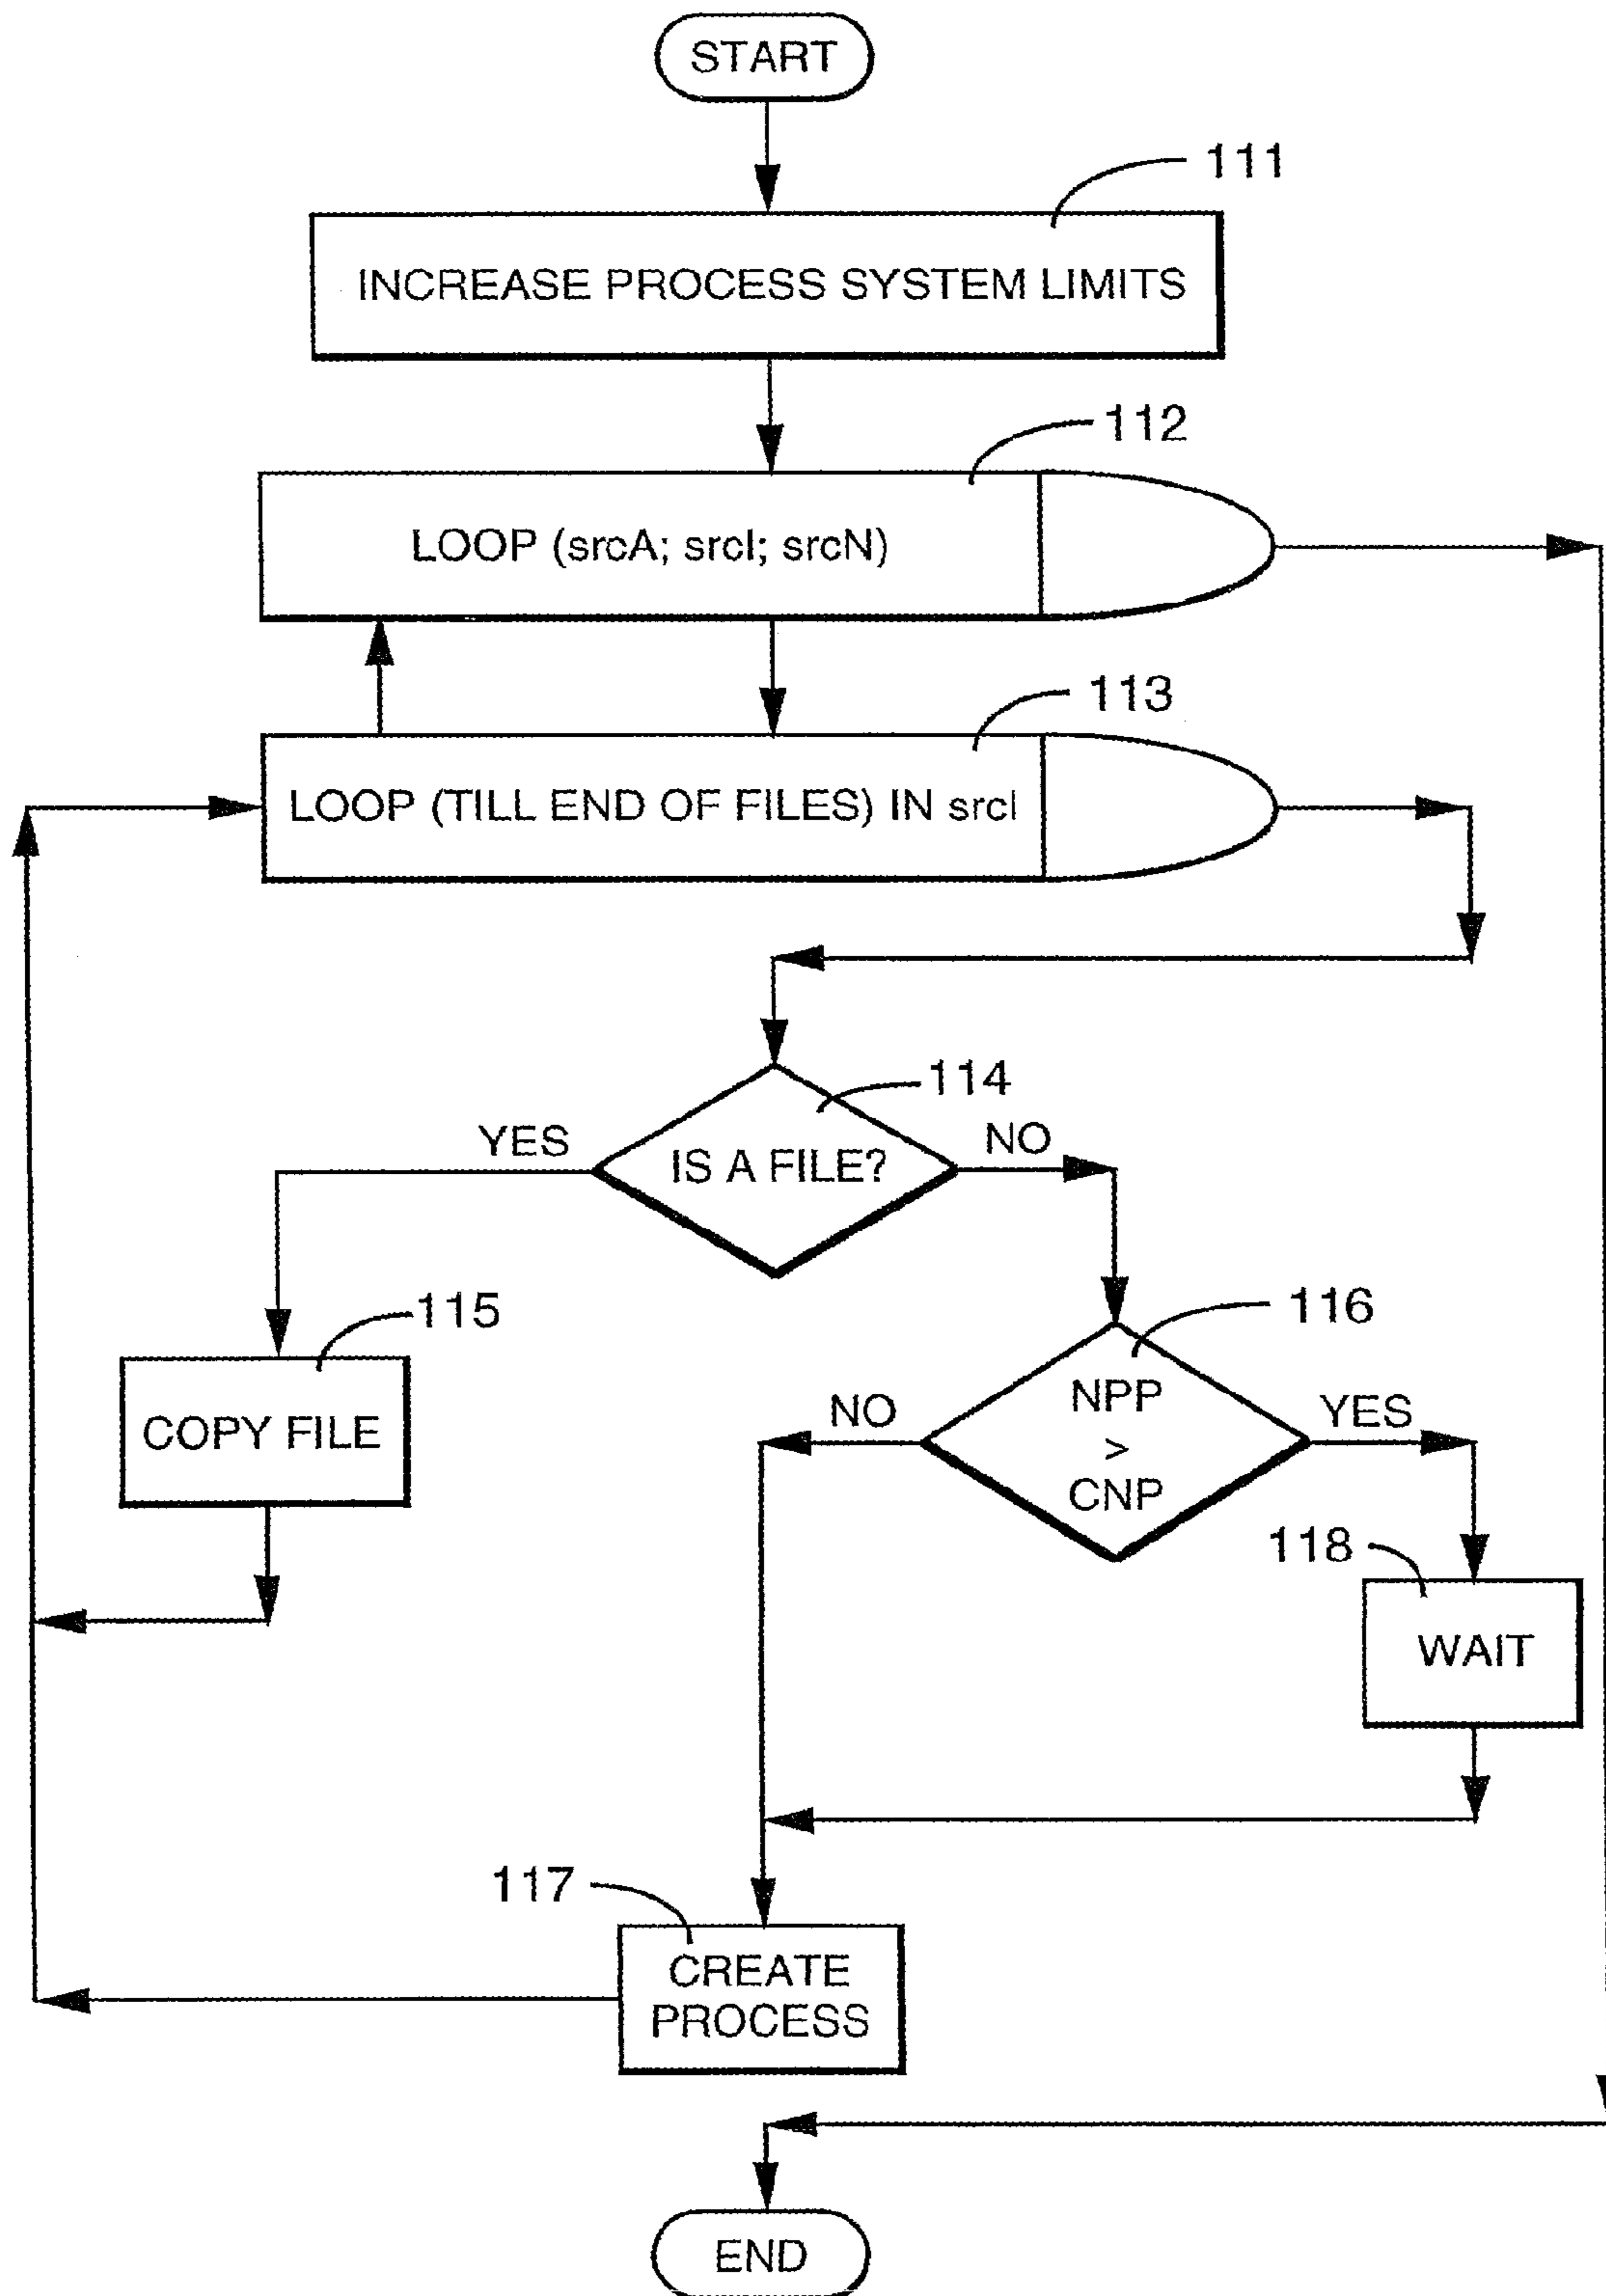 START
111
INCREASE PROCESS SYSTEM LIMITS
112
LOOP (srcA; srcI; srcN)
113
LOOP (TILL END OF FILES) IN srcI
114
YES
IS A FILE?
NO
115
COPY FILE
116
NO
NPP
>
CNP
YES
118
WAIT
117
CREATE
PROCESS
END